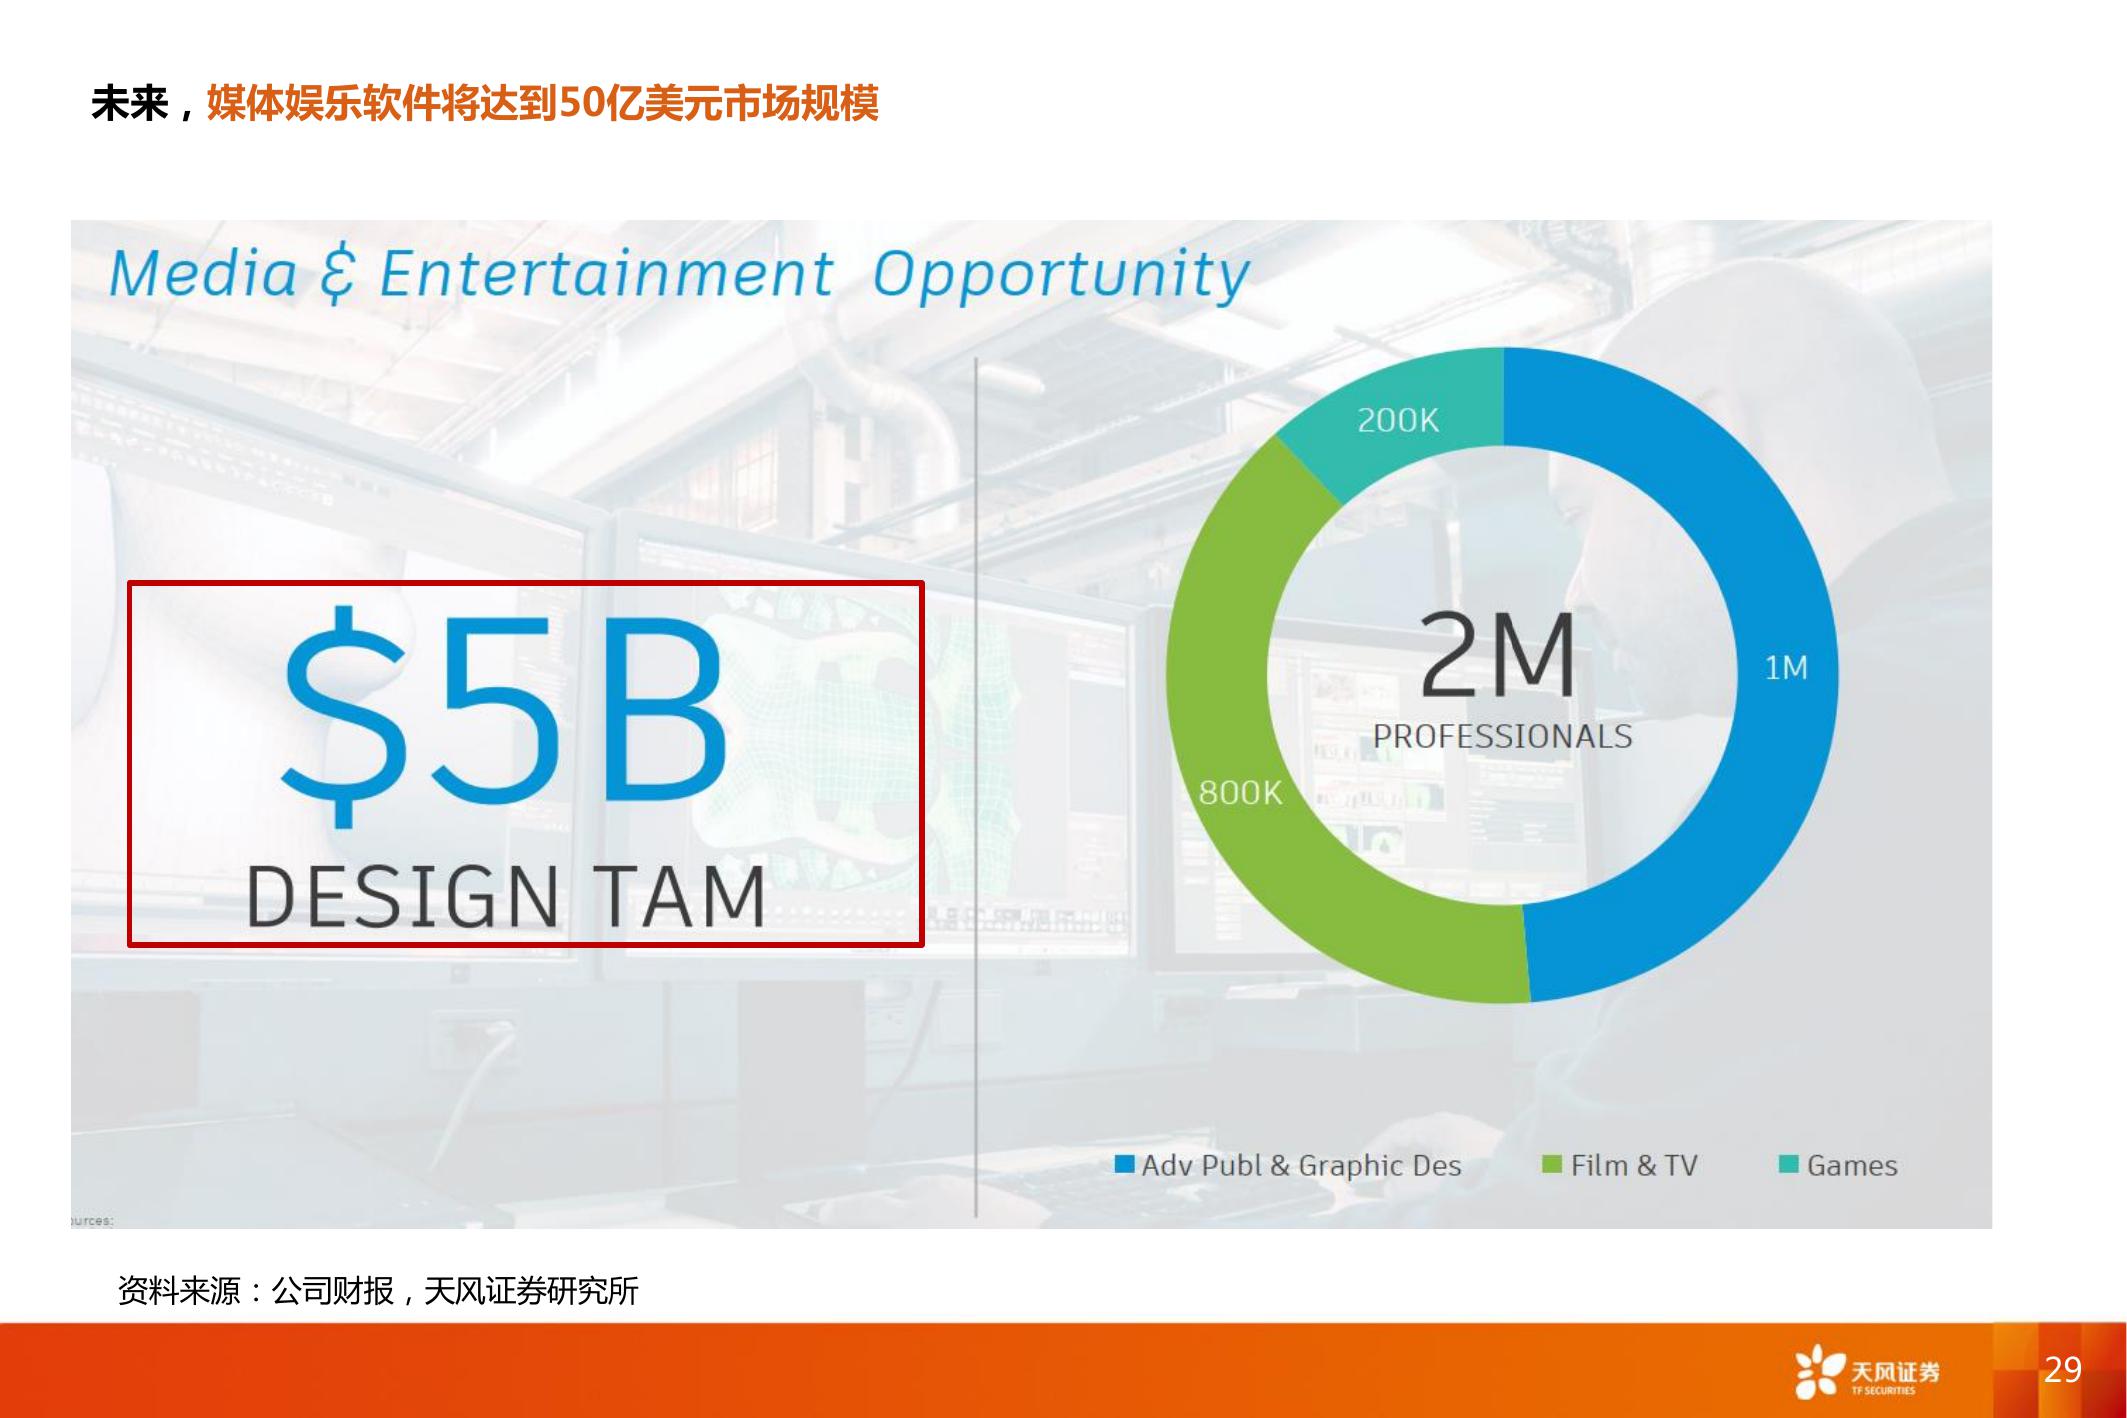 未来，媒体娱乐软件将达到50亿美元市场规模
Media & Entertainment Opportunity
$5B
DESIGN TAM
200K
1M
800K
2M
PROFESSIONALS
Adv Publ & Graphic Des
Film & TV
Games
urces:
资料来源：公司财报，天风证券研究所
天风证券
TF SECURITIES
29